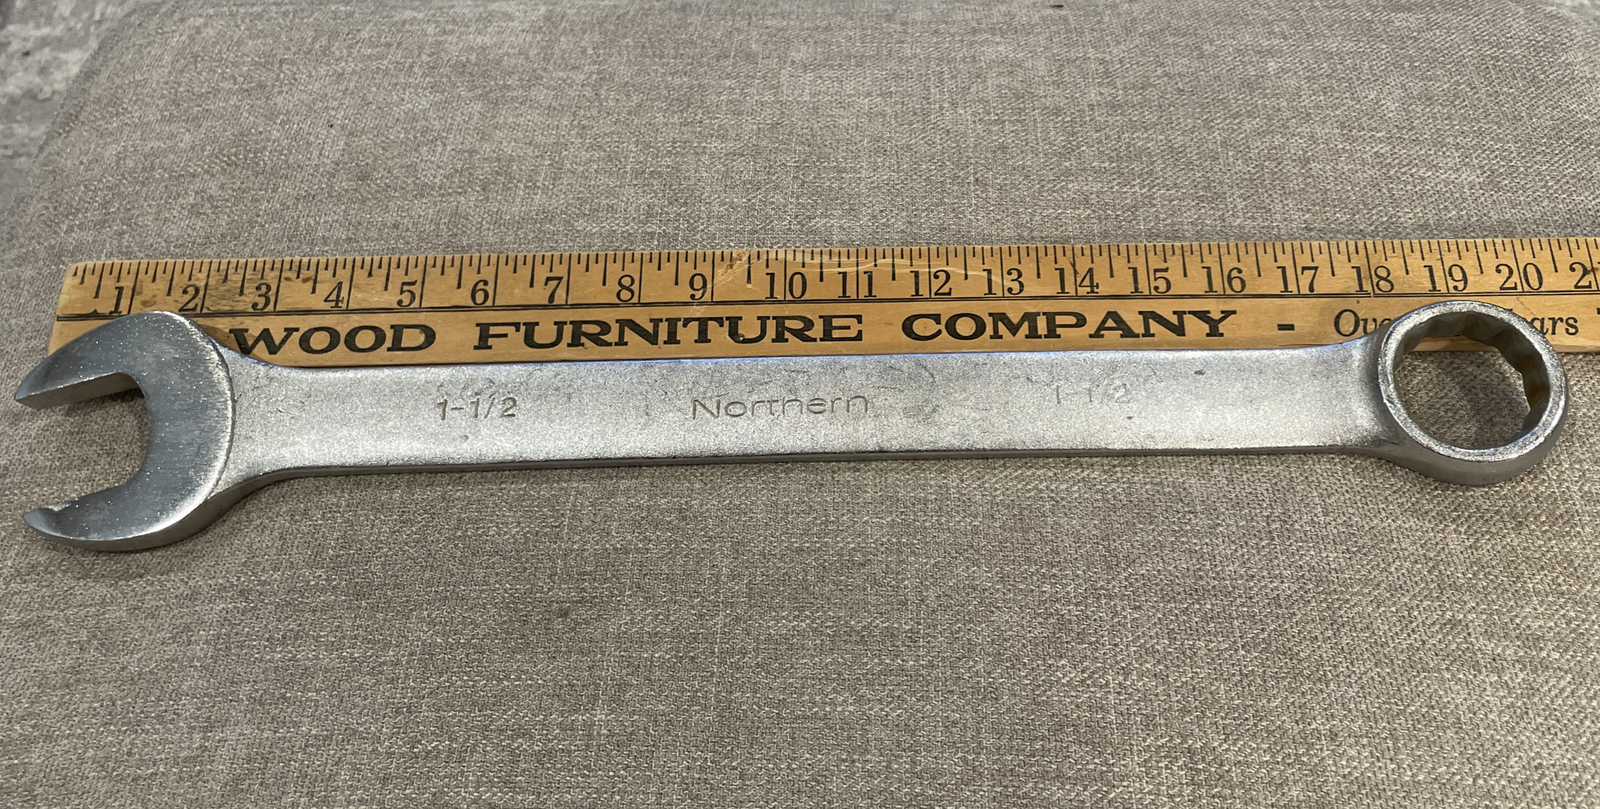 1 2 3 4 5 6 7 8 9 10 11 12 13 14 15 16 17 18 19 20
WOOD FURNITURE COMPANY -
1-1/2 Northern 1-1/2